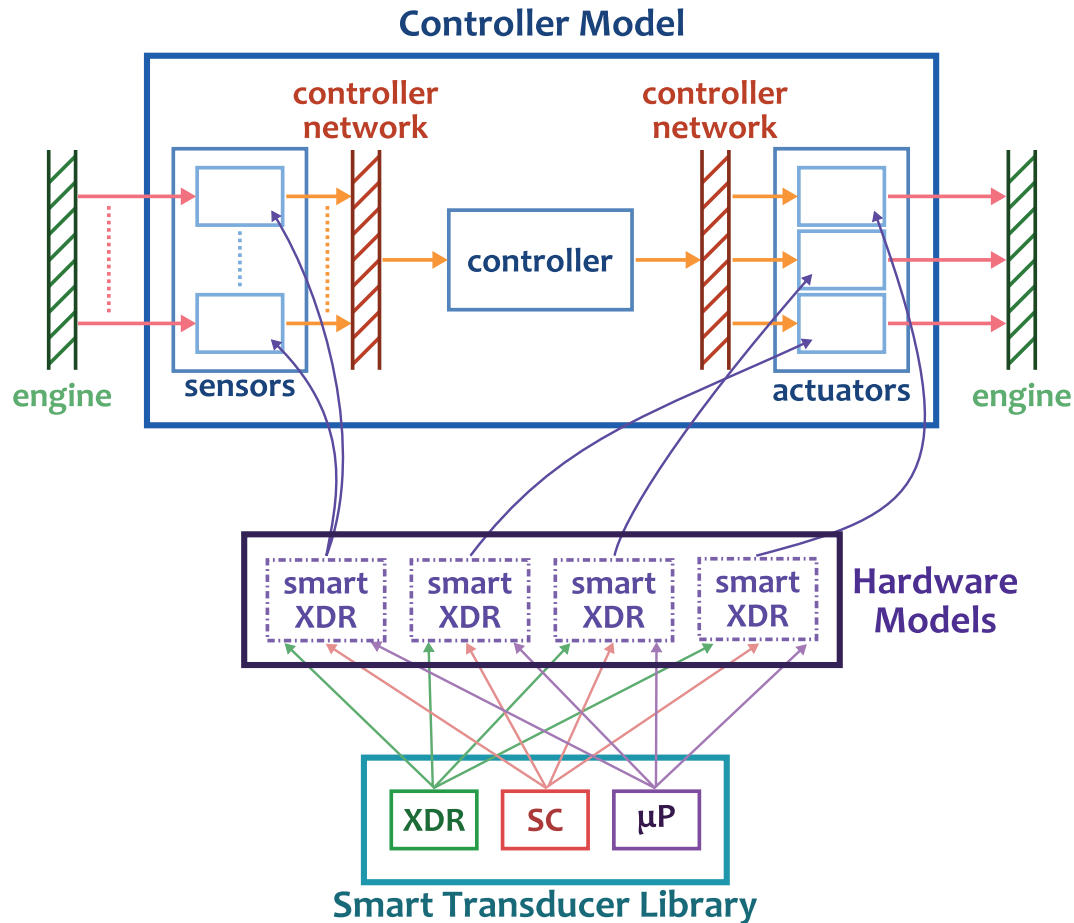 Controller Model
controller
network
controller
network
controller
sensors
actuators
engine
engine
smart
XDR
smart
XDR
smart
XDR
smart
XDR
Hardware
Models
XDR
SC
μP
Smart Transducer Library